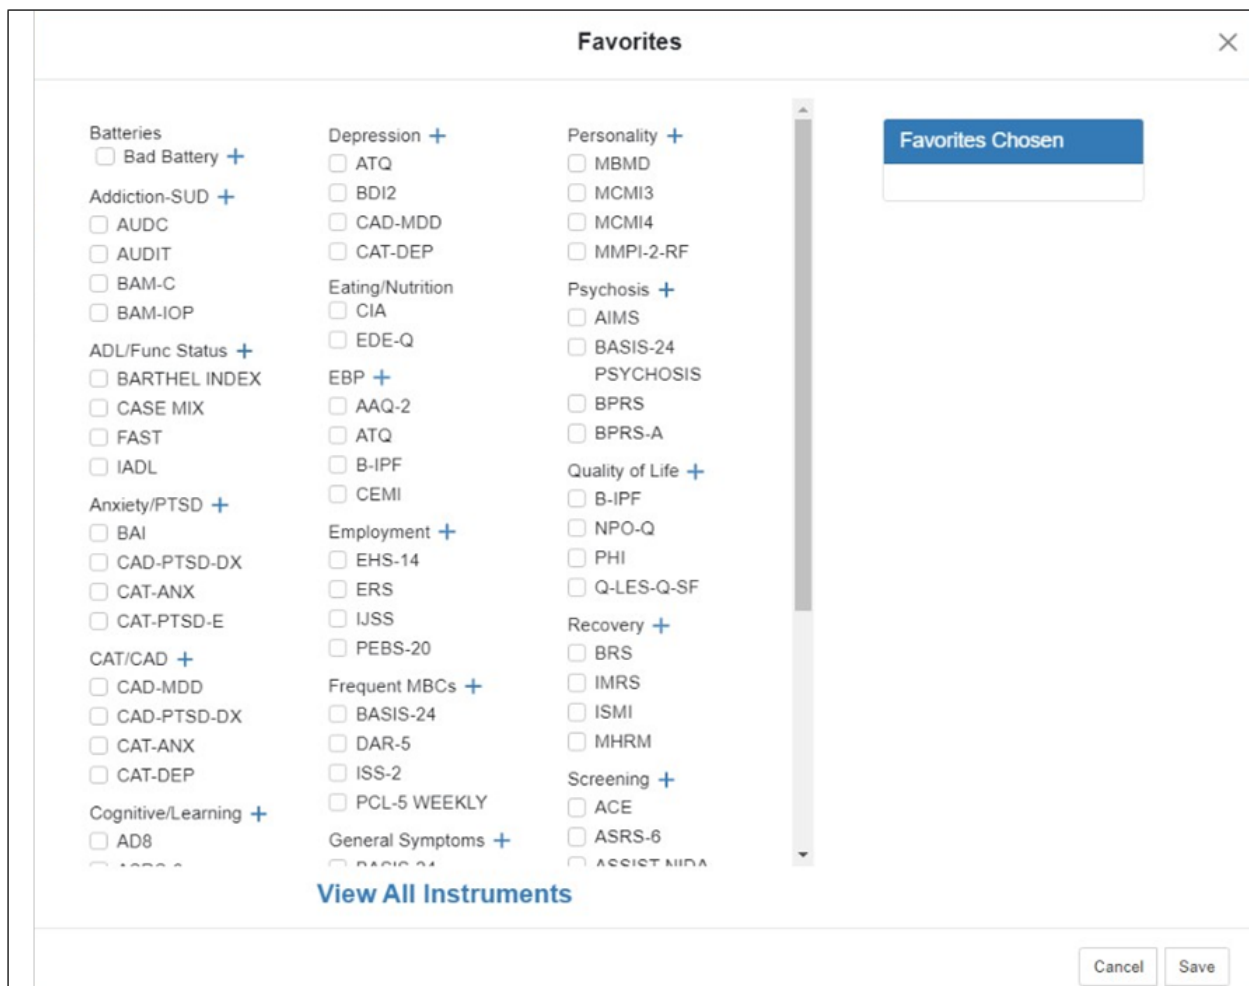 Favorites
Batteries
Bad Battery
Addiction-SUD
AUDC
AUDIT
BAM-C
BAM-IOP
ADL/Func Status
BARTHEL INDEX
CASE MIX
FAST
IADL
Anxiety/PTSD
BAI
CAD-PTSD-DX
CAT-ANX
CAT-PTSD-E
CAT/CAD
CAD-MDD
CAD-PTSD-DX
CAT-ANX
CAT-DEP
Cognitive/Learning
AD8
Depression
ATQ
BDI2
CAD-MDD
CAT-DEP
Eating/Nutrition
CIA
EDE-Q
EBP
AAQ-2
ATQ
B-IPF
CEMI
Employment
EHS-14
ERS
IJSS
PEBS-20
Frequent MBCs
BASIS-24
DAR-5
ISS-2
PCL-5 WEEKLY
General Symptoms
BASIS-24
Personality
MBMD
MCMI3
MCMI4
MMPI-2-RF
Psychosis
AIMS
BASIS-24
PSYCHOSIS
BPRS
BPRS-A
Quality of Life
B-IPF
NPO-Q
PHI
Q-LES-Q-SF
Recovery
BRS
IMRS
ISMI
MHRM
Screening
ACE
ASRS-6
ASSIST-NIDA
Favorites Chosen
View All Instruments
Cancel
Save